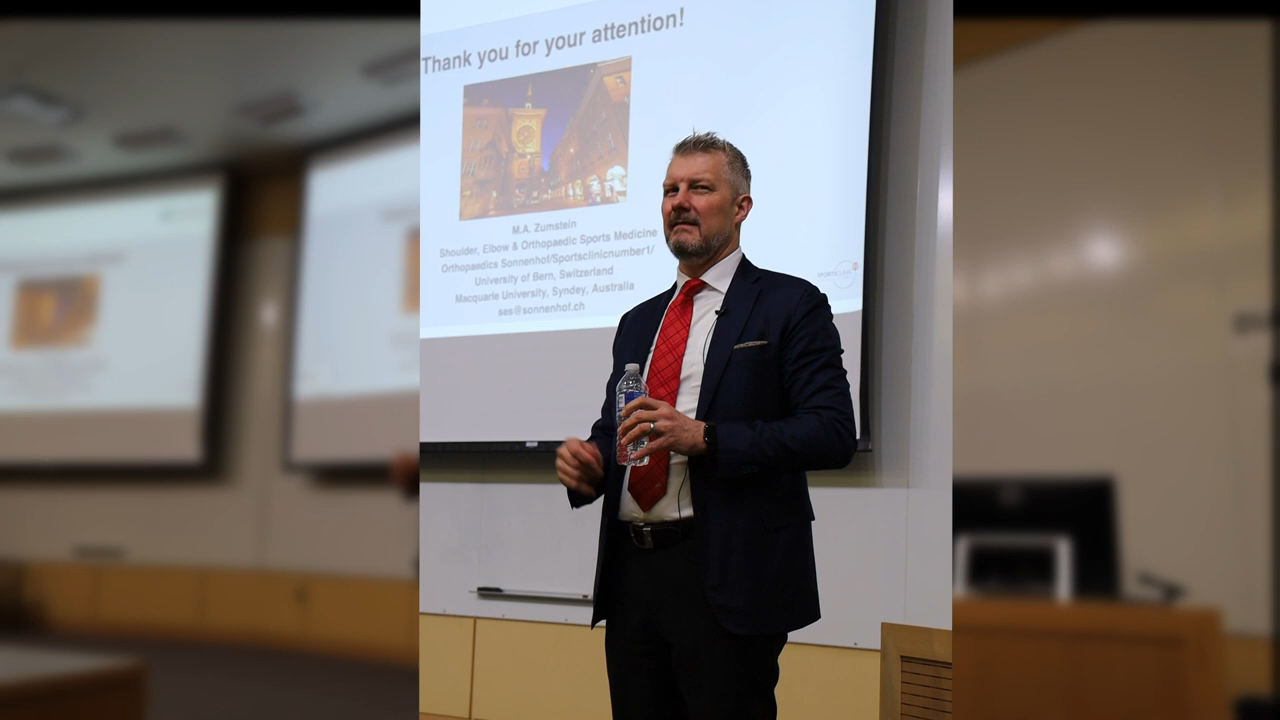 Thank you for your attention!
M.A. Zumstein
Shoulder, Elbow & Orthopaedic Sports Medicine
Orthopaedics Sonnenhof/Sportsclinicnumber1/
University of Bern, Switzerland
Macquarie University, Syndey, Australia
ses@sonnenhof.ch